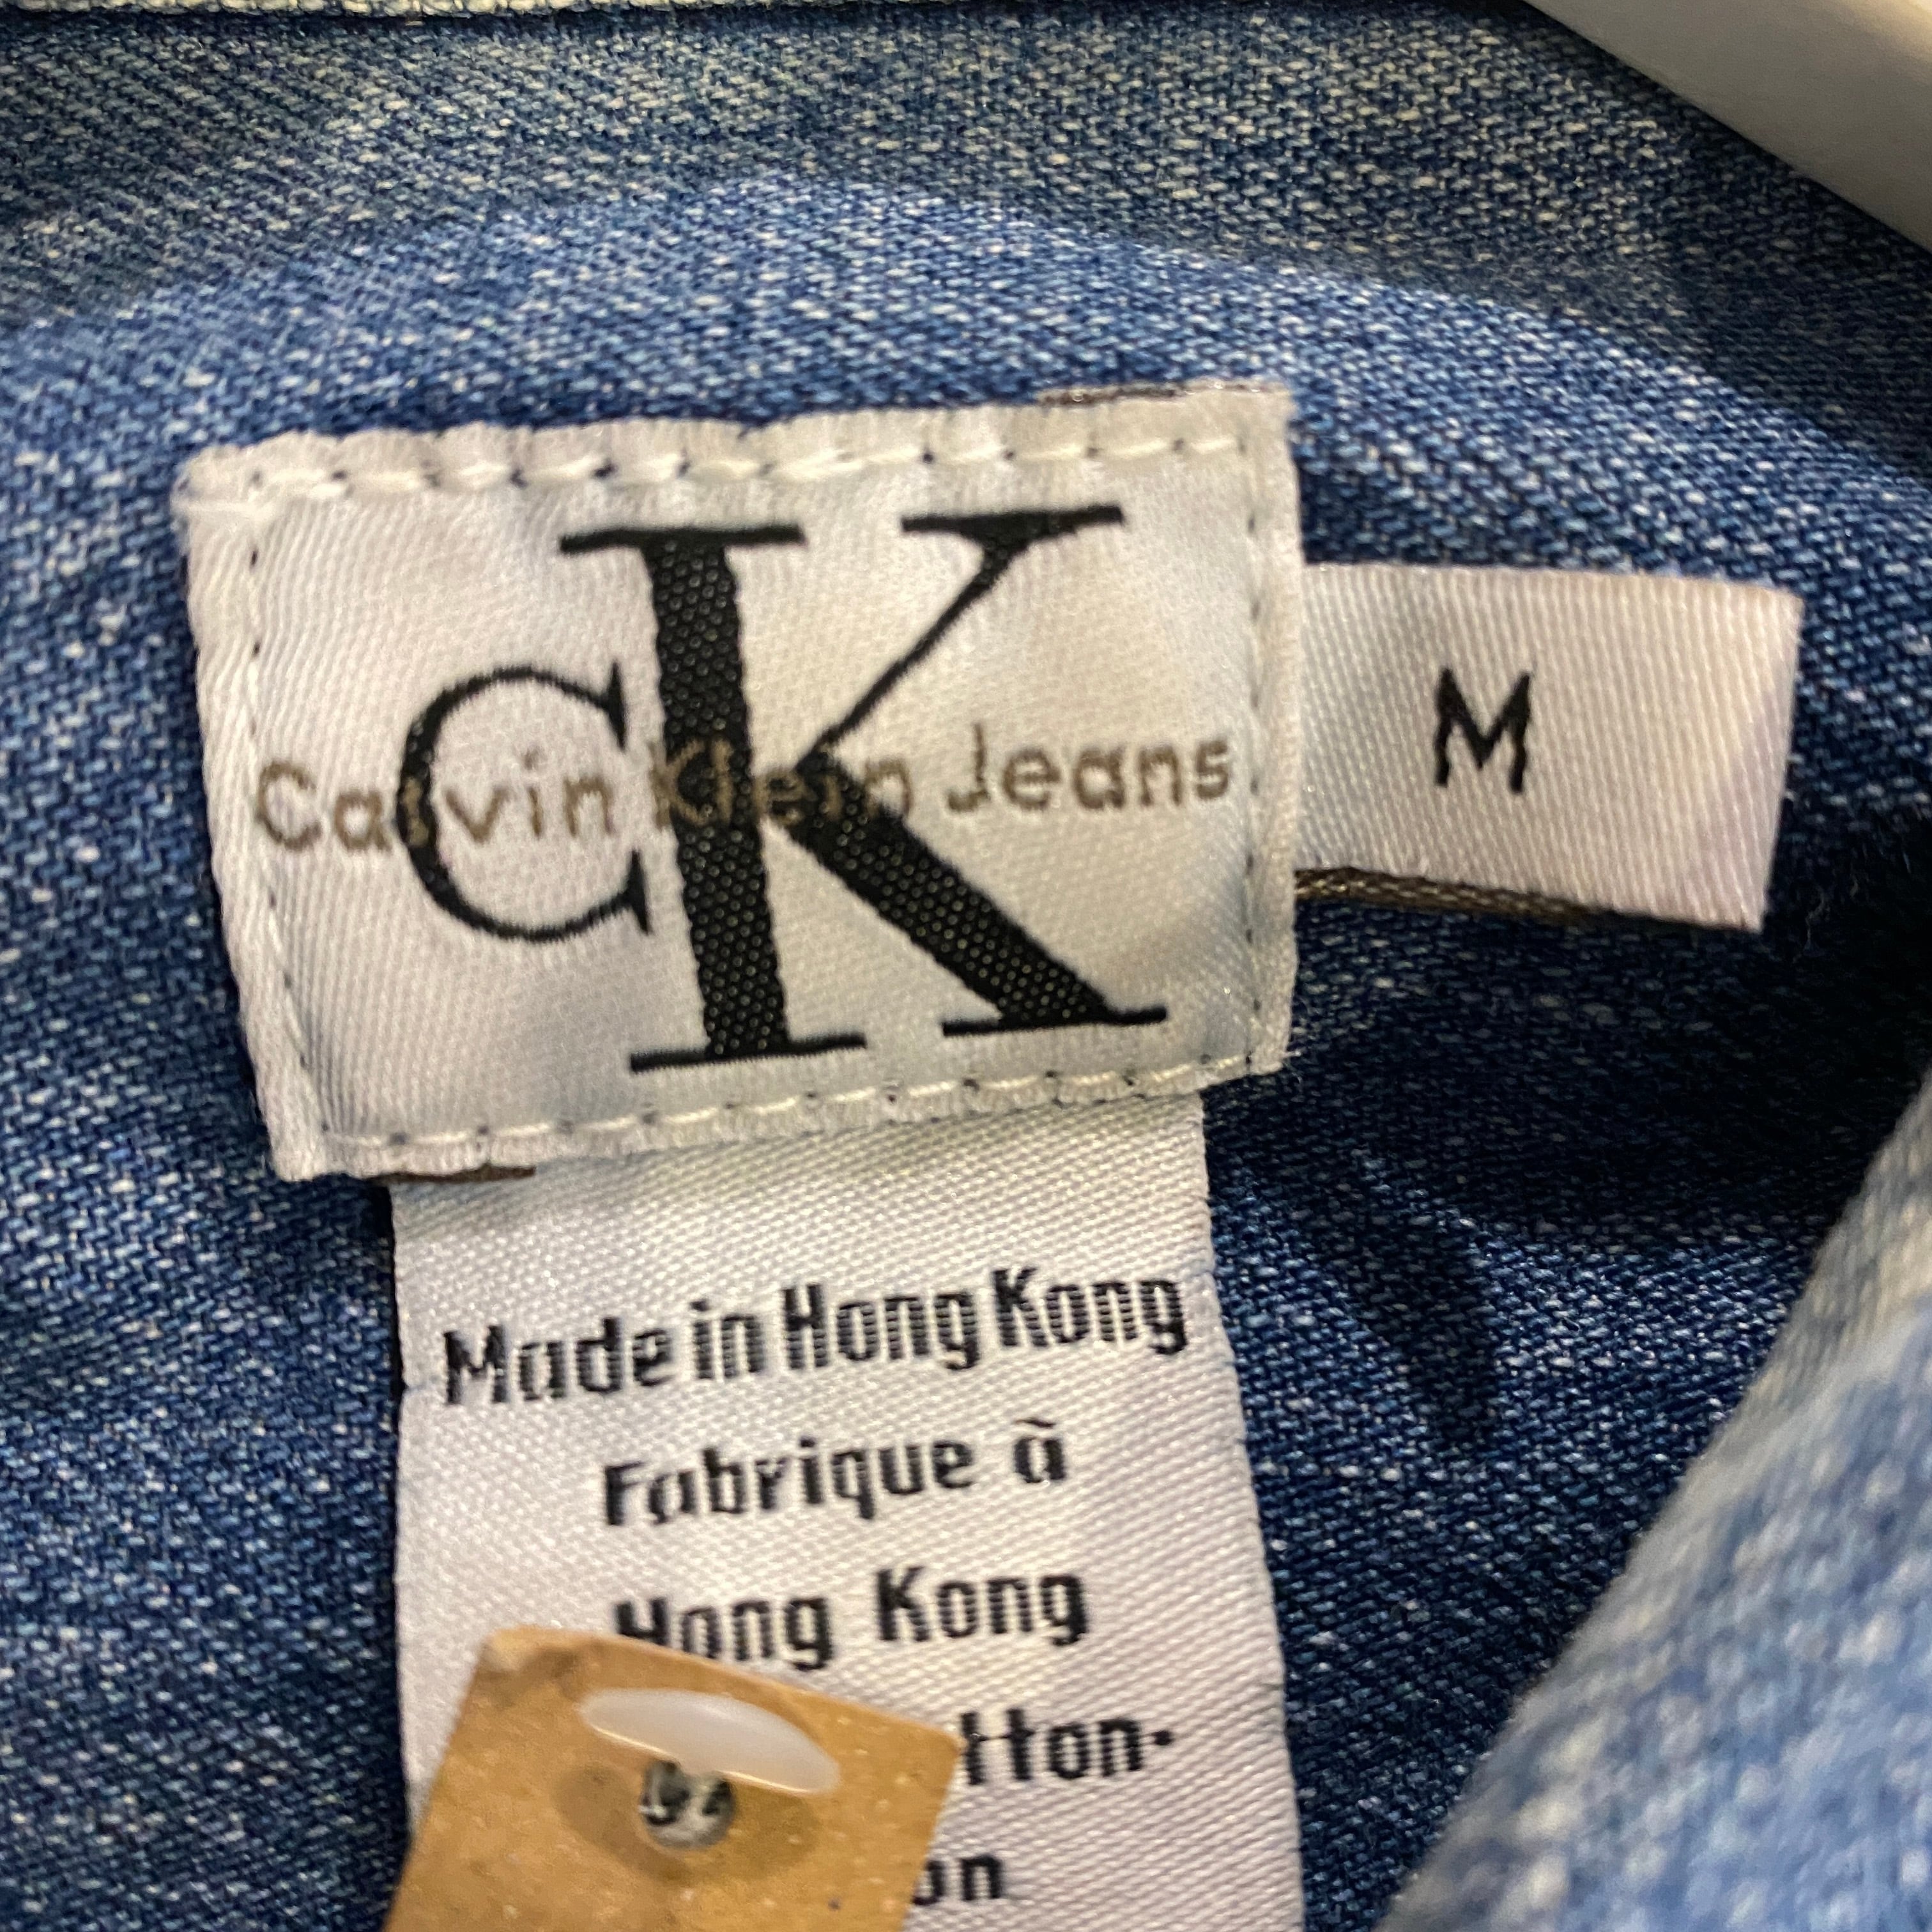 CK
Calvin Klein Jeans
M
Made in Hong Kong
Fabrique à
Hong Kong